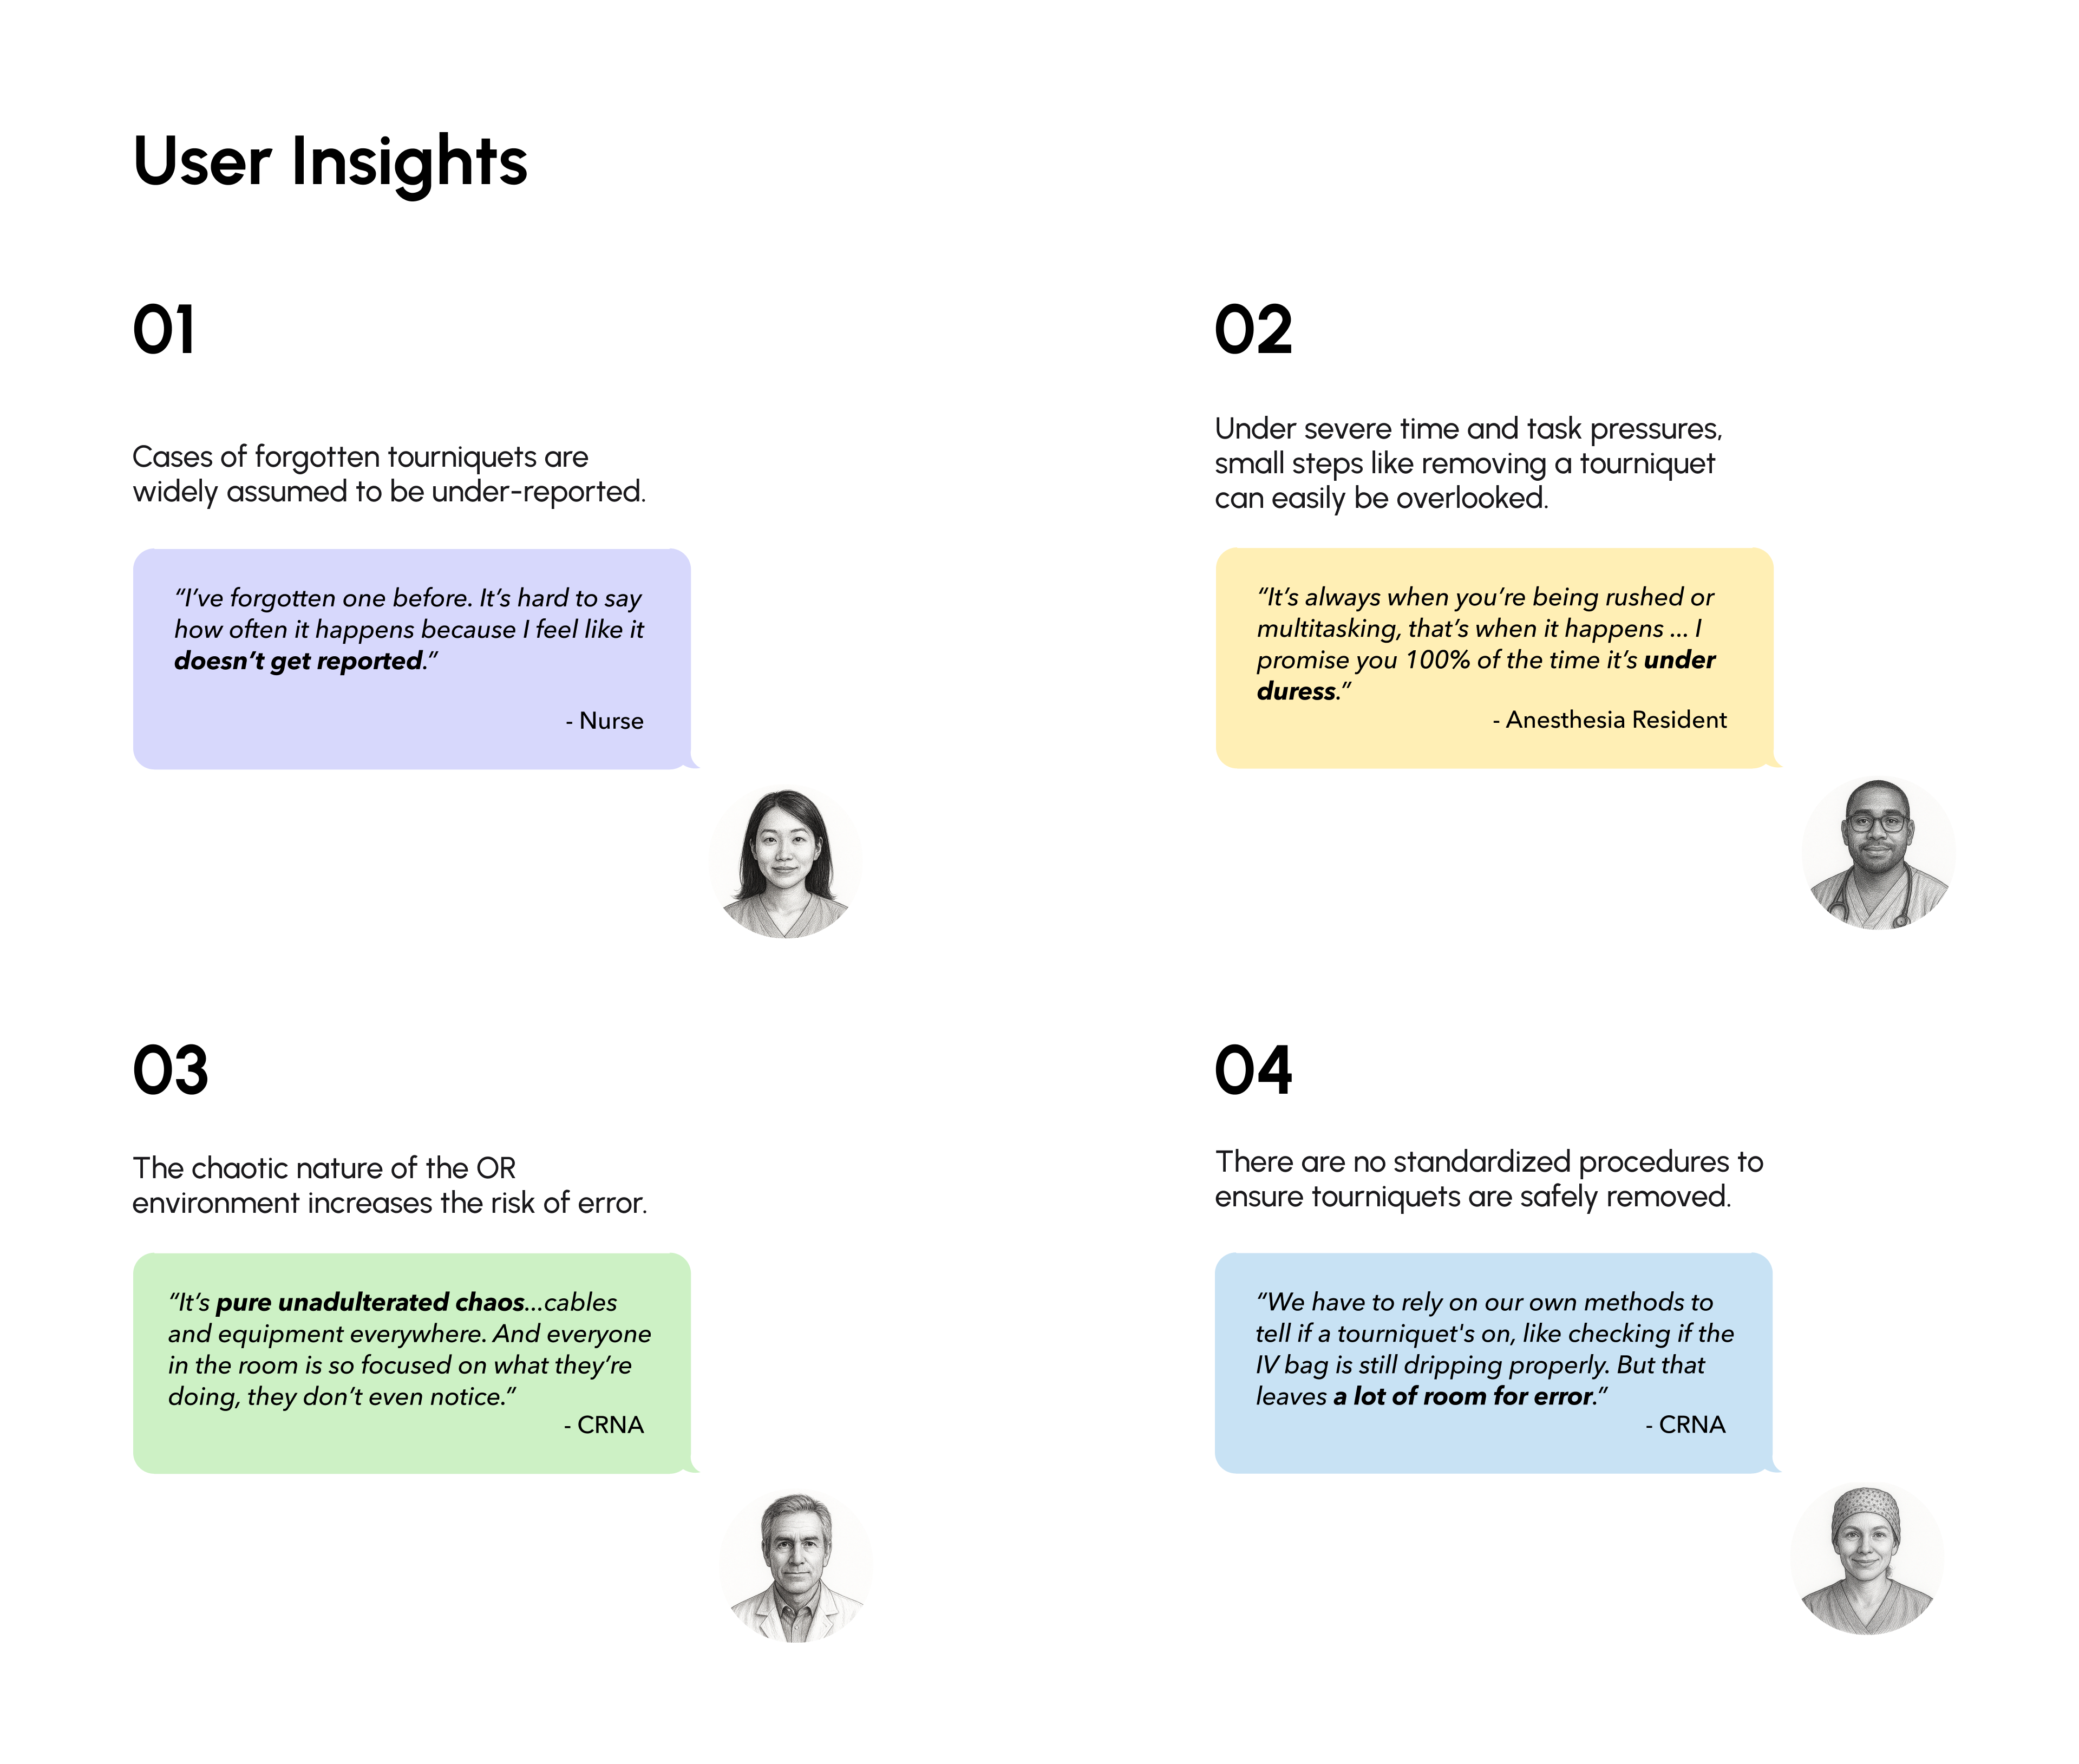 User Insights
01
Cases of forgotten tourniquets are
widely assumed to be under-reported.
“I’ve forgotten one before. It’s hard to say
how often it happens because I feel like it
doesn’t get reported.”
- Nurse
02
Under severe time and task pressures,
small steps like removing a tourniquet
can easily be overlooked.
“It’s always when you’re being rushed or
multitasking, that’s when it happens ... I
promise you 100% of the time it’s under
duress.”
- Anesthesia Resident
03
The chaotic nature of the OR
environment increases the risk of error.
“It’s pure unadulterated chaos...cables
and equipment everywhere. And everyone
in the room is so focused on what they’re
doing, they don’t even notice.”
- CRNA
04
There are no standardized procedures to
ensure tourniquets are safely removed.
“We have to rely on our own methods to
tell if a tourniquet's on, like checking if the
IV bag is still dripping properly. But that
leaves a lot of room for error.”
- CRNA